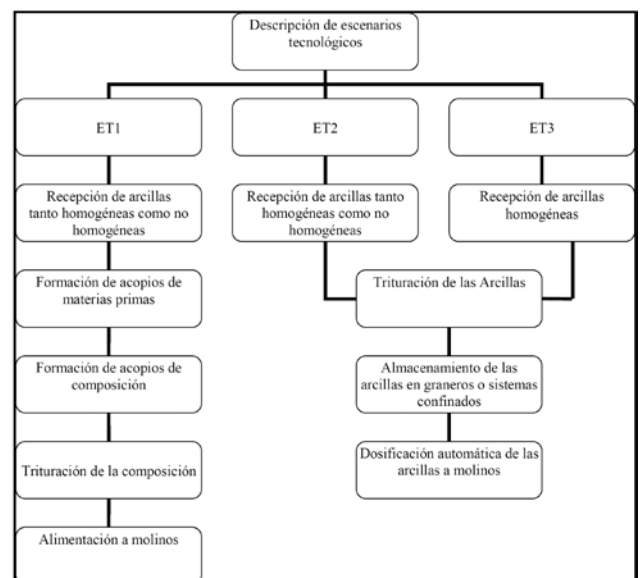 Descripción de escenarios
tecnológicos
ET1
ET2
ET3
Recepción de arcillas
tanto homogéneas como no
homogéneas
Recepción de arcillas tanto
homogéneas como no
homogéneas
Recepción de arcillas
homogéneas
Formación de acopios de
materias primas
Trituración de las Arcillas
Formación de acopios de
composición
Almacenamiento de las
arcillas en graneros o sistemas
confinados
Trituración de la composición
Dosificación automática de las
arcillas a molinos
Alimentación a molinos